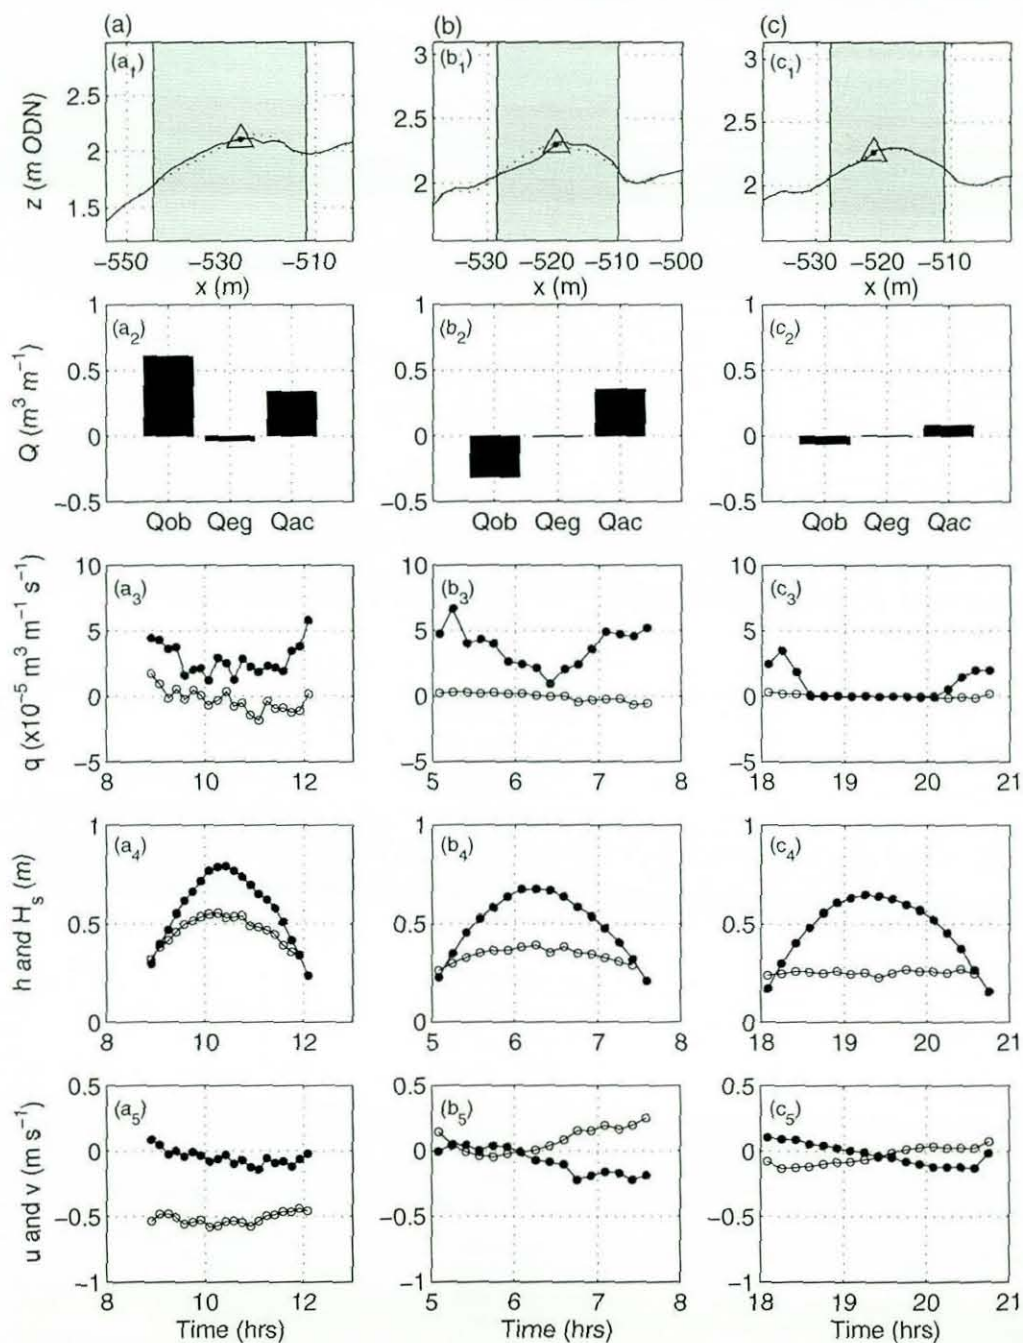 (a) (b) (c)
(a1) (b1) (c1)
z (m ODN)
2.5 2 1.5
3 2.5 2
3 2.5 2
−550 −530 −510
−530 −520 −510 −500
−530 −520 −510
x (m) x (m) x (m)
(a2) (b2) (c2)
Q (m³ m⁻¹)
1 0.5 0 −0.5
1 0.5 0 −0.5
1 0.5 0 −0.5
Qob Qeg Qac
Qob Qeg Qac
Qob Qeg Qac
(a3) (b3) (c3)
q (x10⁻⁵ m³ m⁻¹ s⁻¹)
10 5 0 −5
10 5 0 −5
10 5 0 −5
8 10 12
5 6 7 8
18 19 20 21
(a4) (b4) (c4)
h and Hs (m)
1 0.5 0
1 0.5 0
1 0.5 0
8 10 12
5 6 7 8
18 19 20 21
(a5) (b5) (c5)
u and v (m s⁻¹)
0.5 0 −0.5 −1
0.5 0 −0.5 −1
0.5 0 −0.5 −1
8 10 12
5 6 7 8
18 19 20 21
Time (hrs) Time (hrs) Time (hrs)